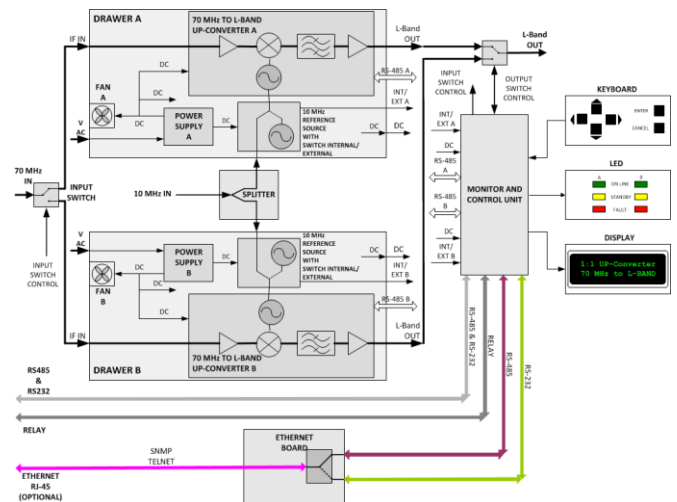 DRAWER A
70 MHz TO L-BAND
UP-CONVERTER A
IF IN
L-Band
OUT
L-Band
OUT
RS-485 A
INPUT
SWITCH
CONTROL
OUTPUT
SWITCH
CONTROL
FAN
A
DC
DC
DC
DC
V
AC
POWER
SUPPLY
A
10 MHz
REFERENCE
SOURCE
WITH
SWITCH INTERNAL/
EXTERNAL
INT/
EXT A
DC
DC
INT/
EXT A
DC
RS-485
A
RS-485
B
DC
INT/
EXT B
MONITOR AND
CONTROL UNIT
KEYBOARD
ENTER
CANCEL
LED
A
B
ON LINE
STANDBY
FAULT
DISPLAY
1:1 UP-Converter
70 MHz to L-BAND
70 MHz
IN
INPUT
SWITCH
INPUT
SWITCH
CONTROL
10 MHz IN
SPLITTER
V
AC
POWER
SUPPLY
B
DC
DC
DC
DC
FAN
B
10 MHz
REFERENCE
SOURCE
WITH
SWITCH INTERNAL/
EXTERNAL
DC
DC
INT/
EXT B
RS-485 B
IF IN
L-Band
OUT
70 MHz TO L-BAND
UP-CONVERTER B
DRAWER B
RS485
&
RS232
RS-485 & RS-232
RELAY
RS-485
RS-232
RELAY
ETHERNET
BOARD
SNMP
TELNET
ETHERNET
RJ-45
(OPTIONAL)